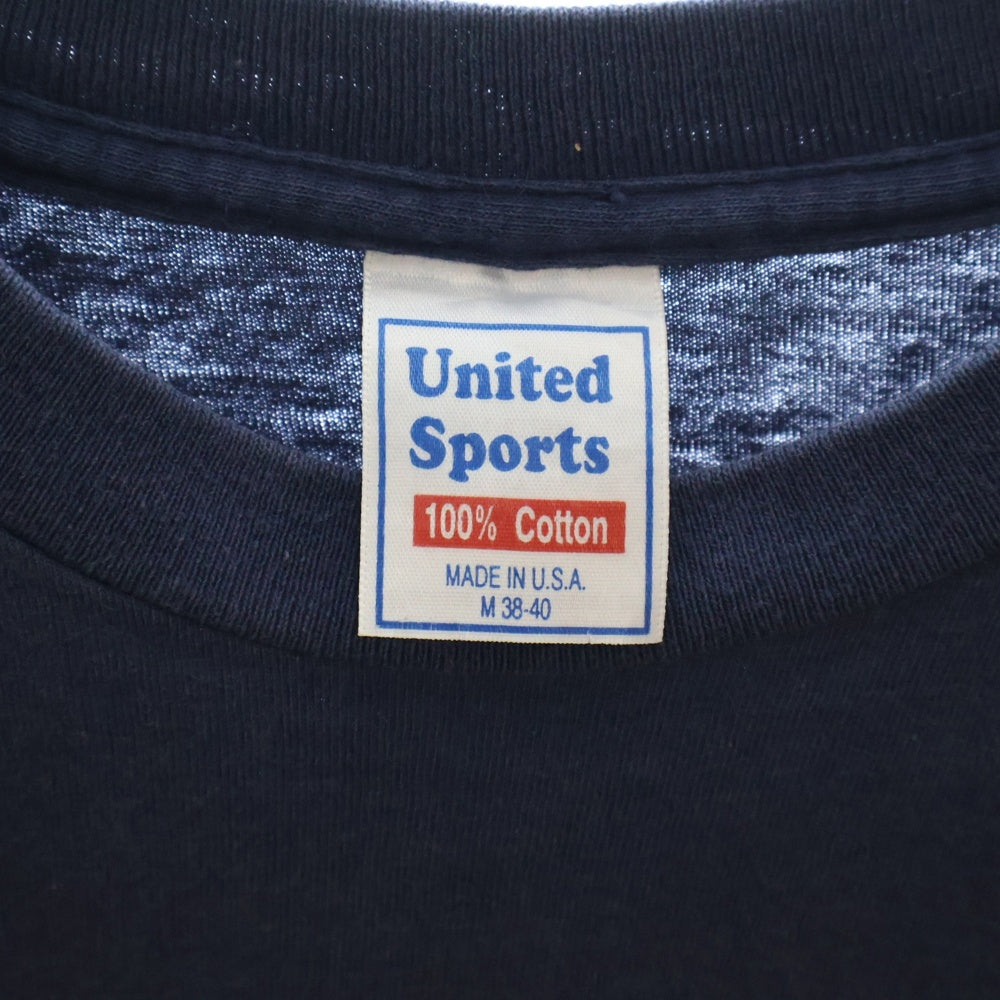 United
Sports
100% Cotton
MADE IN U.S.A.
M 38-40